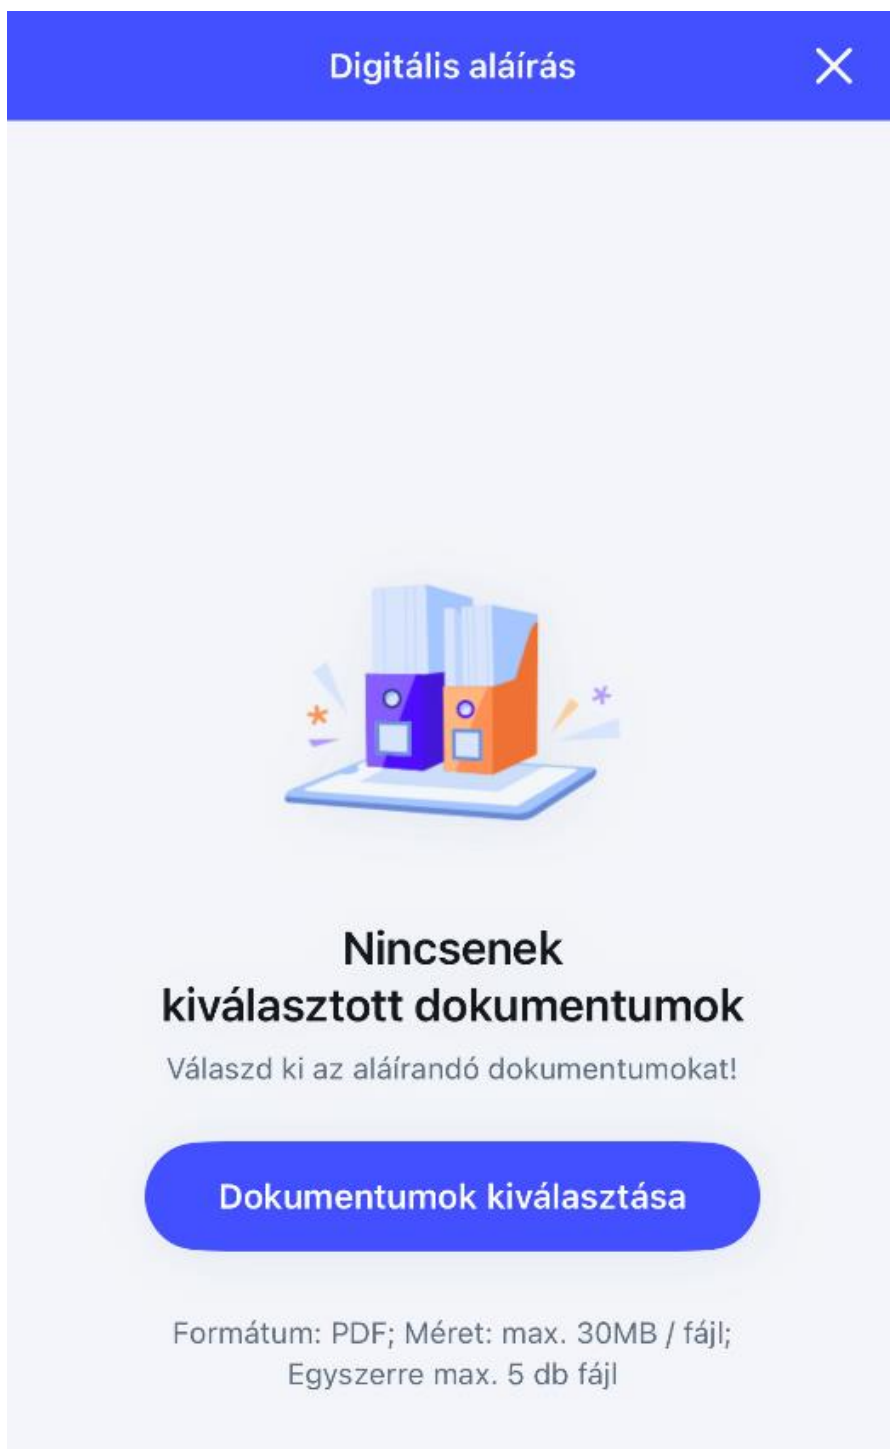 Digitális aláírás
Nincsenek
kiválasztott dokumentumok
Válaszd ki az aláírandó dokumentumokat!
Dokumentumok kiválasztása
Formátum: PDF; Méret: max. 30MB / fájl;
Egyszerre max. 5 db fájl